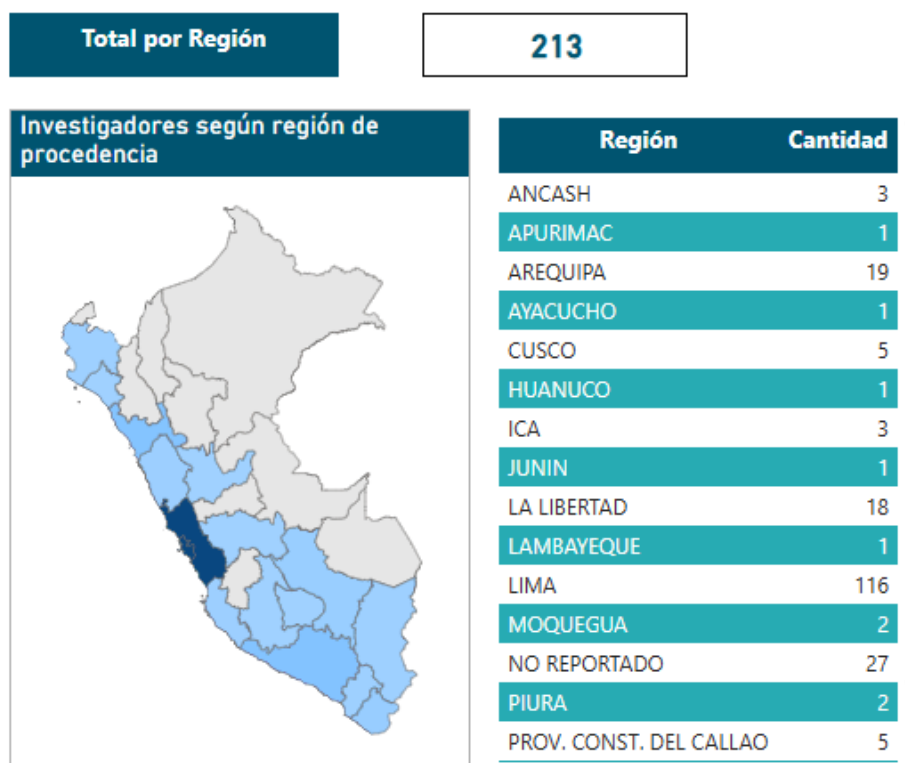 Total por Región
213
Investigadores según región de
procedencia
Región Cantidad
ANCASH 3
APURIMAC 1
AREQUIPA 19
AYACUCHO 1
CUSCO 5
HUANUCO 1
ICA 3
JUNIN 1
LA LIBERTAD 18
LAMBAYEQUE 1
LIMA 116
MOQUEGUA 2
NO REPORTADO 27
PIURA 2
PROV. CONST. DEL CALLAO 5